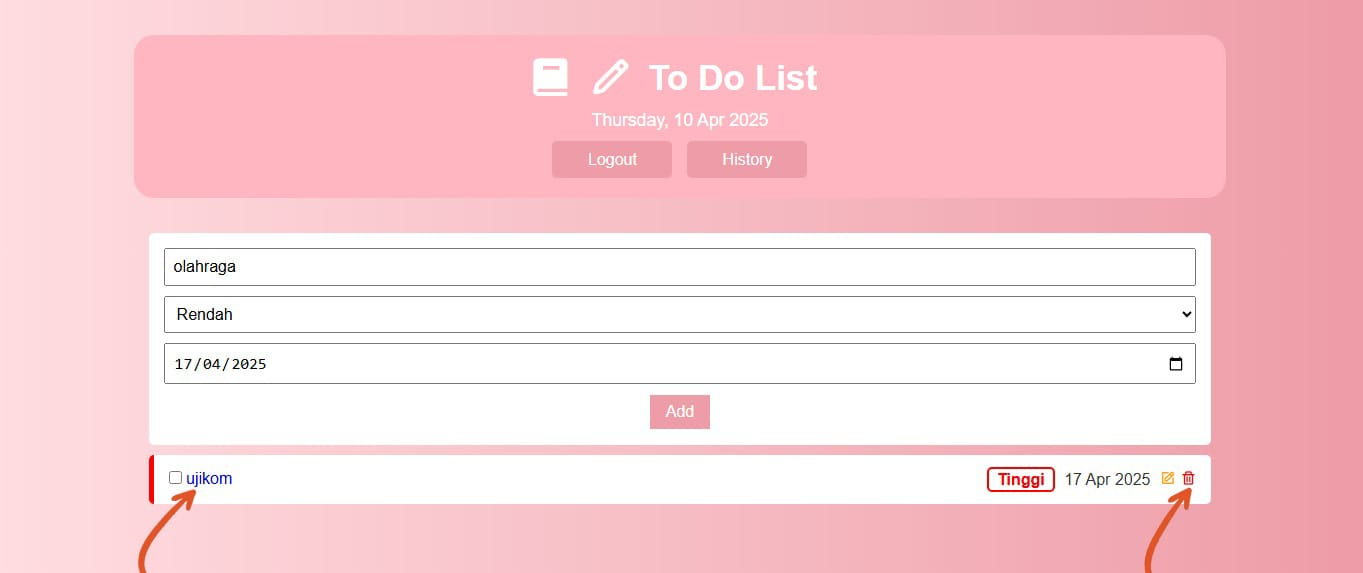 To Do List
Thursday, 10 Apr 2025
Logout History
olahraga
Rendah
17/04/2025
Add
ujikom Tinggi 17 Apr 2025